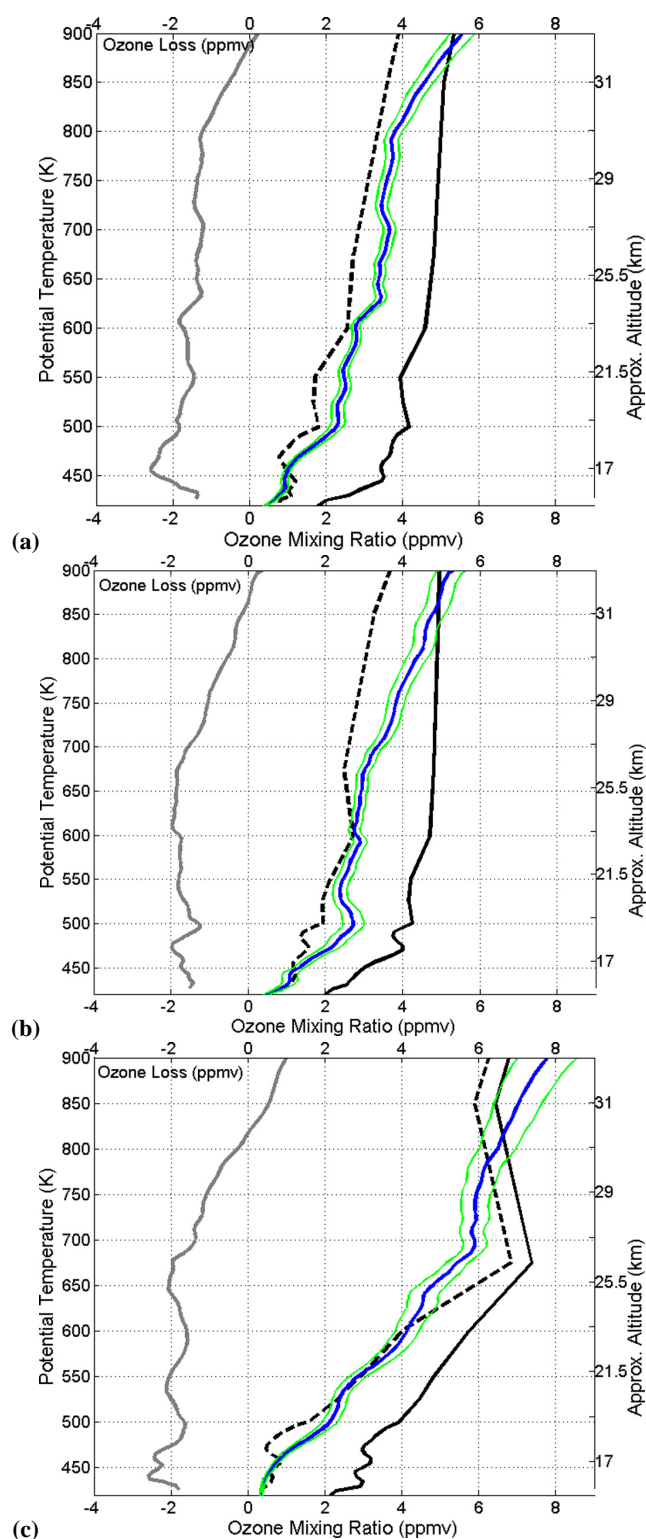 -4 -2 0 2 4 6 8
Ozone Loss (ppmv)
900
850
800
750
700
650
600
550
500
450
Potential Temperature (K)
31
29
25.5
21.5
17
Approx. Altitude (km)
-4 -2 0 2 4 6 8
Ozone Mixing Ratio (ppmv)
(a)
-4 -2 0 2 4 6 8
Ozone Loss (ppmv)
900
850
800
750
700
650
600
550
500
450
Potential Temperature (K)
31
29
25.5
21.5
17
Approx. Altitude (km)
-4 -2 0 2 4 6 8
Ozone Mixing Ratio (ppmv)
(b)
-4 -2 0 2 4 6 8
Ozone Loss (ppmv)
900
850
800
750
700
650
600
550
500
450
Potential Temperature (K)
31
29
25.5
21.5
17
Approx. Altitude (km)
-4 -2 0 2 4 6 8
Ozone Mixing Ratio (ppmv)
(c)